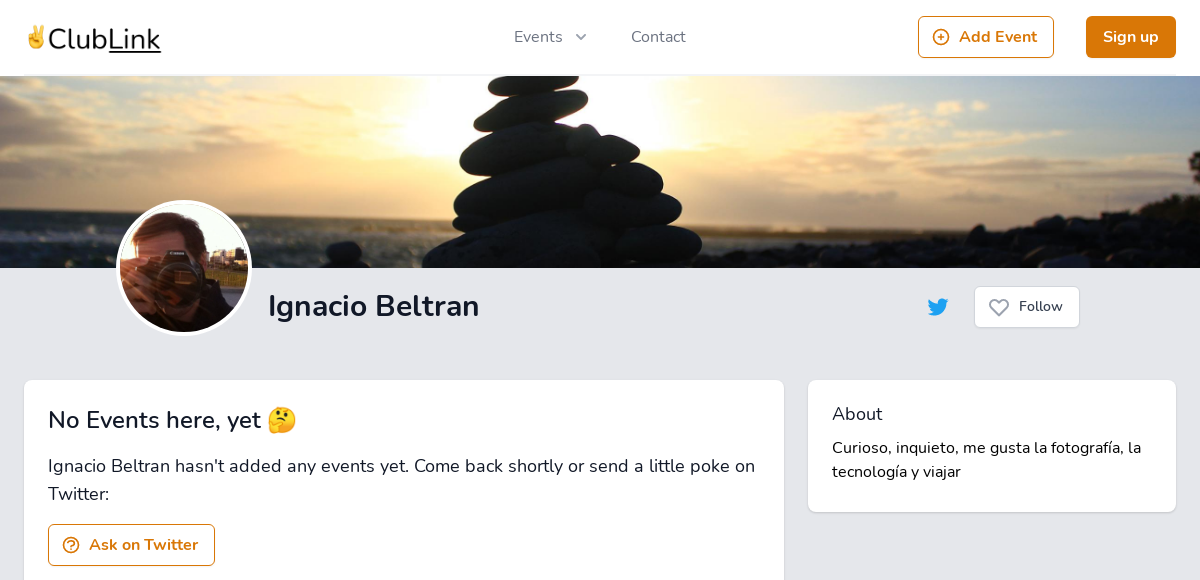 ✌️ClubLink
Events
Contact
Add Event
Sign up
Ignacio Beltran
Follow
No Events here, yet 🤔
Ignacio Beltran hasn't added any events yet. Come back shortly or send a little poke on
Twitter:
Ask on Twitter
About
Curioso, inquieto, me gusta la fotografía, la
tecnología y viajar